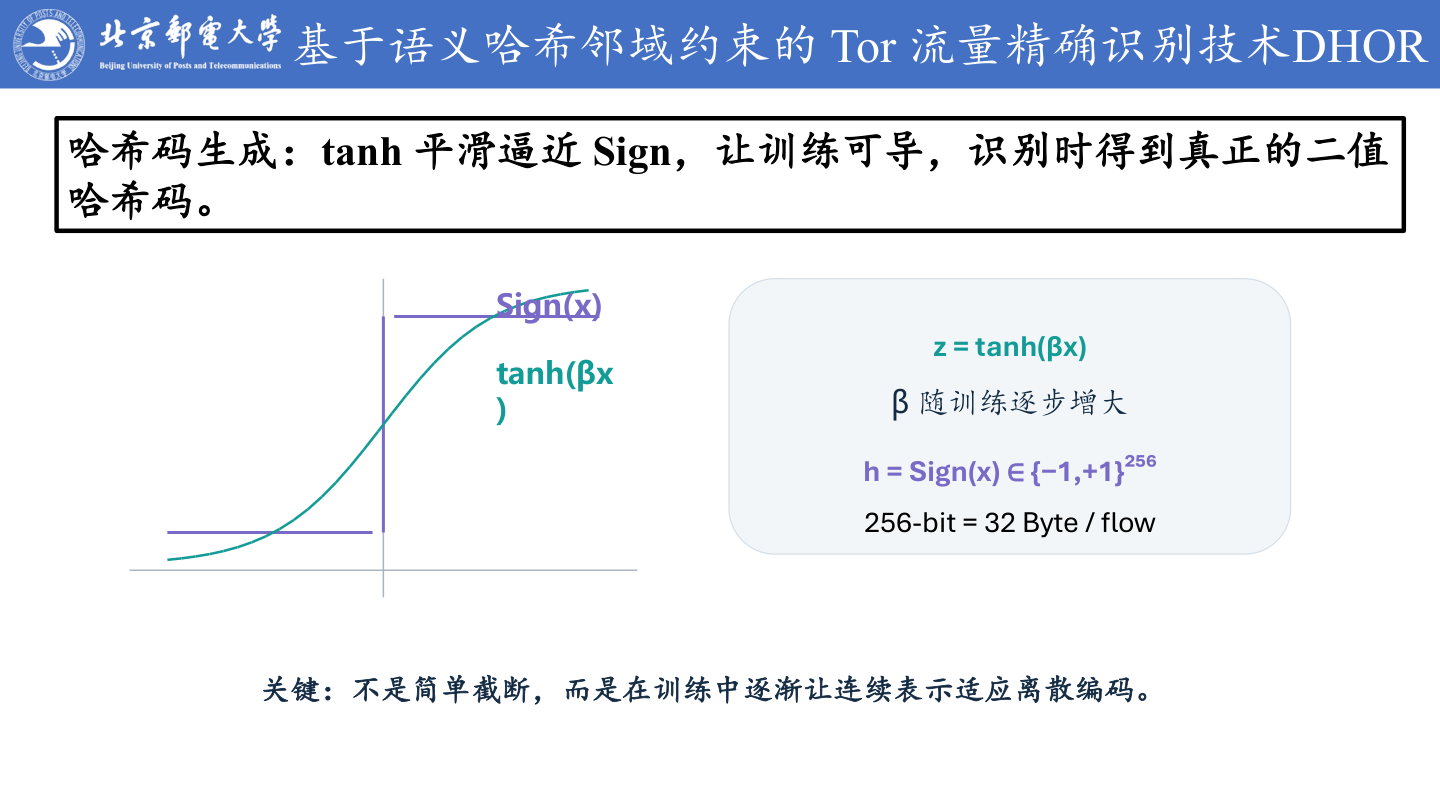 北京郵電大學
Beijing University of Posts and Telecommunications
基于语义哈希邻域约束的 Tor 流量精确识别技术DHOR
哈希码生成：tanh 平滑逼近 Sign，让训练可导，识别时得到真正的二值
哈希码。
Sign(x)
tanh(βx
)
z = tanh(βx)
β 随训练逐步增大
h = Sign(x) ∈ {−1,+1}²⁵⁶
256-bit = 32 Byte / flow
关键：不是简单截断，而是在训练中逐渐让连续表示适应离散编码。